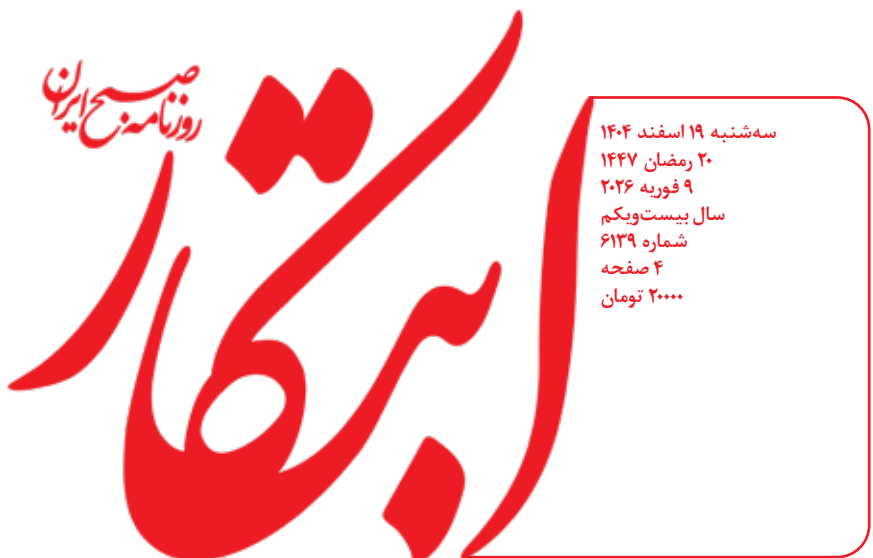 ابتکار
روزنامه صبح ایران
سه‌شنبه ۱۹ اسفند ۱۴۰۴
۲۰ رمضان ۱۴۴۷
۹ فوریه ۲۰۲۶
سال بیست‌ویکم
شماره ۶۱۳۹
۴ صفحه
۲۰۰۰۰ تومان